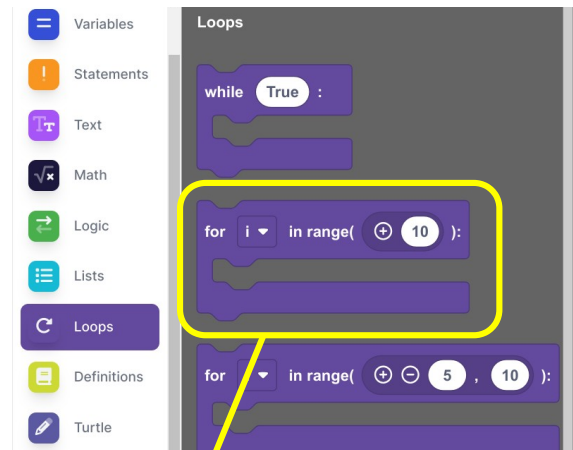 Variables
Statements
Text
Math
Logic
Lists
Loops
Definitions
Turtle
Loops
while True :
for i in range( 10 ):
for in range( 5 , 10 ):